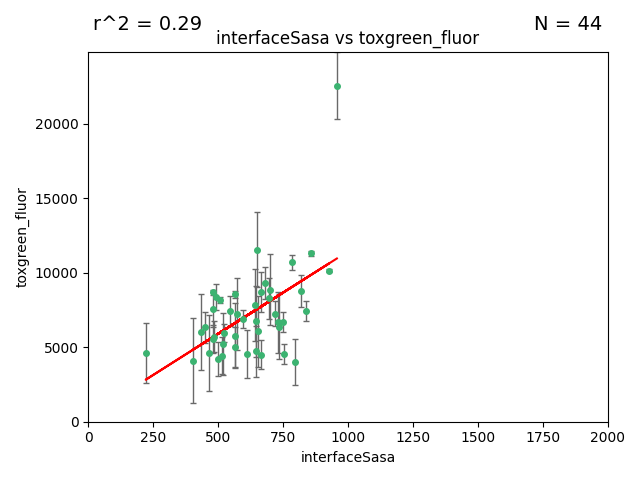 r^2 = 0.29
N = 44
interfaceSasa vs toxgreen_fluor
toxgreen_fluor
20000
15000
10000
5000
0
0 250 500 750 1000 1250 1500 1750 2000
interfaceSasa